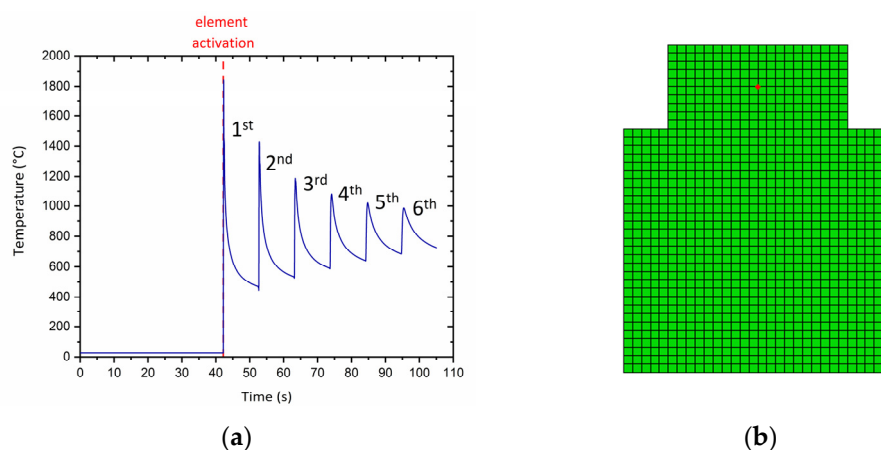 element
activation
2000
1800
1600
1400
1200
1000
800
600
400
200
0
Temperature (°C)
1st
2nd
3rd
4th
5th
6th
0 10 20 30 40 50 60 70 80 90 100 110
Time (s)
(a) (b)